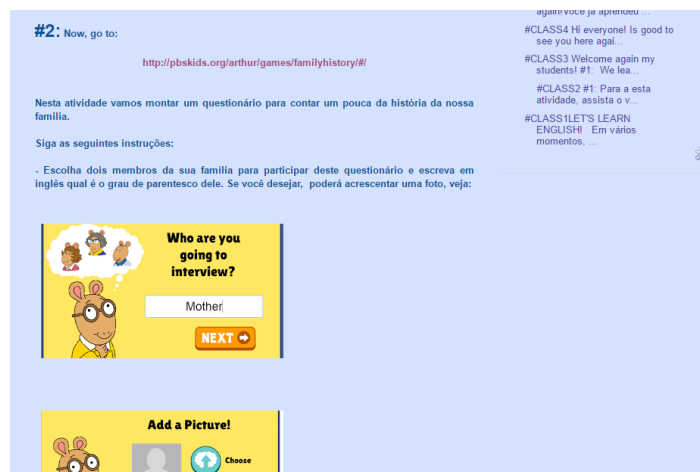 #2: Now, go to:
http://pbskids.org/arthur/games/familyhistory/#/
Nesta atividade vamos montar um questionário para contar um pouca da história da nossa
família.
Siga as seguintes instruções:
- Escolha dois membros da sua família para participar deste questionário e escreva em
inglês qual é o grau de parentesco dele. Se você desejar, poderá acrescentar uma foto, veja:
Who are you
going to
interview?
Mother
NEXT
Add a Picture!
Choose
again!Você já aprendeu ...
#CLASS4 Hi everyone! Is good to
see you here agai...
#CLASS3 Welcome again my
students! #1: We lea...
#CLASS2 #1: Para a esta
atividade, assista o v...
#CLASS1LET'S LEARN
ENGLISH! Em vários
momentos, ...